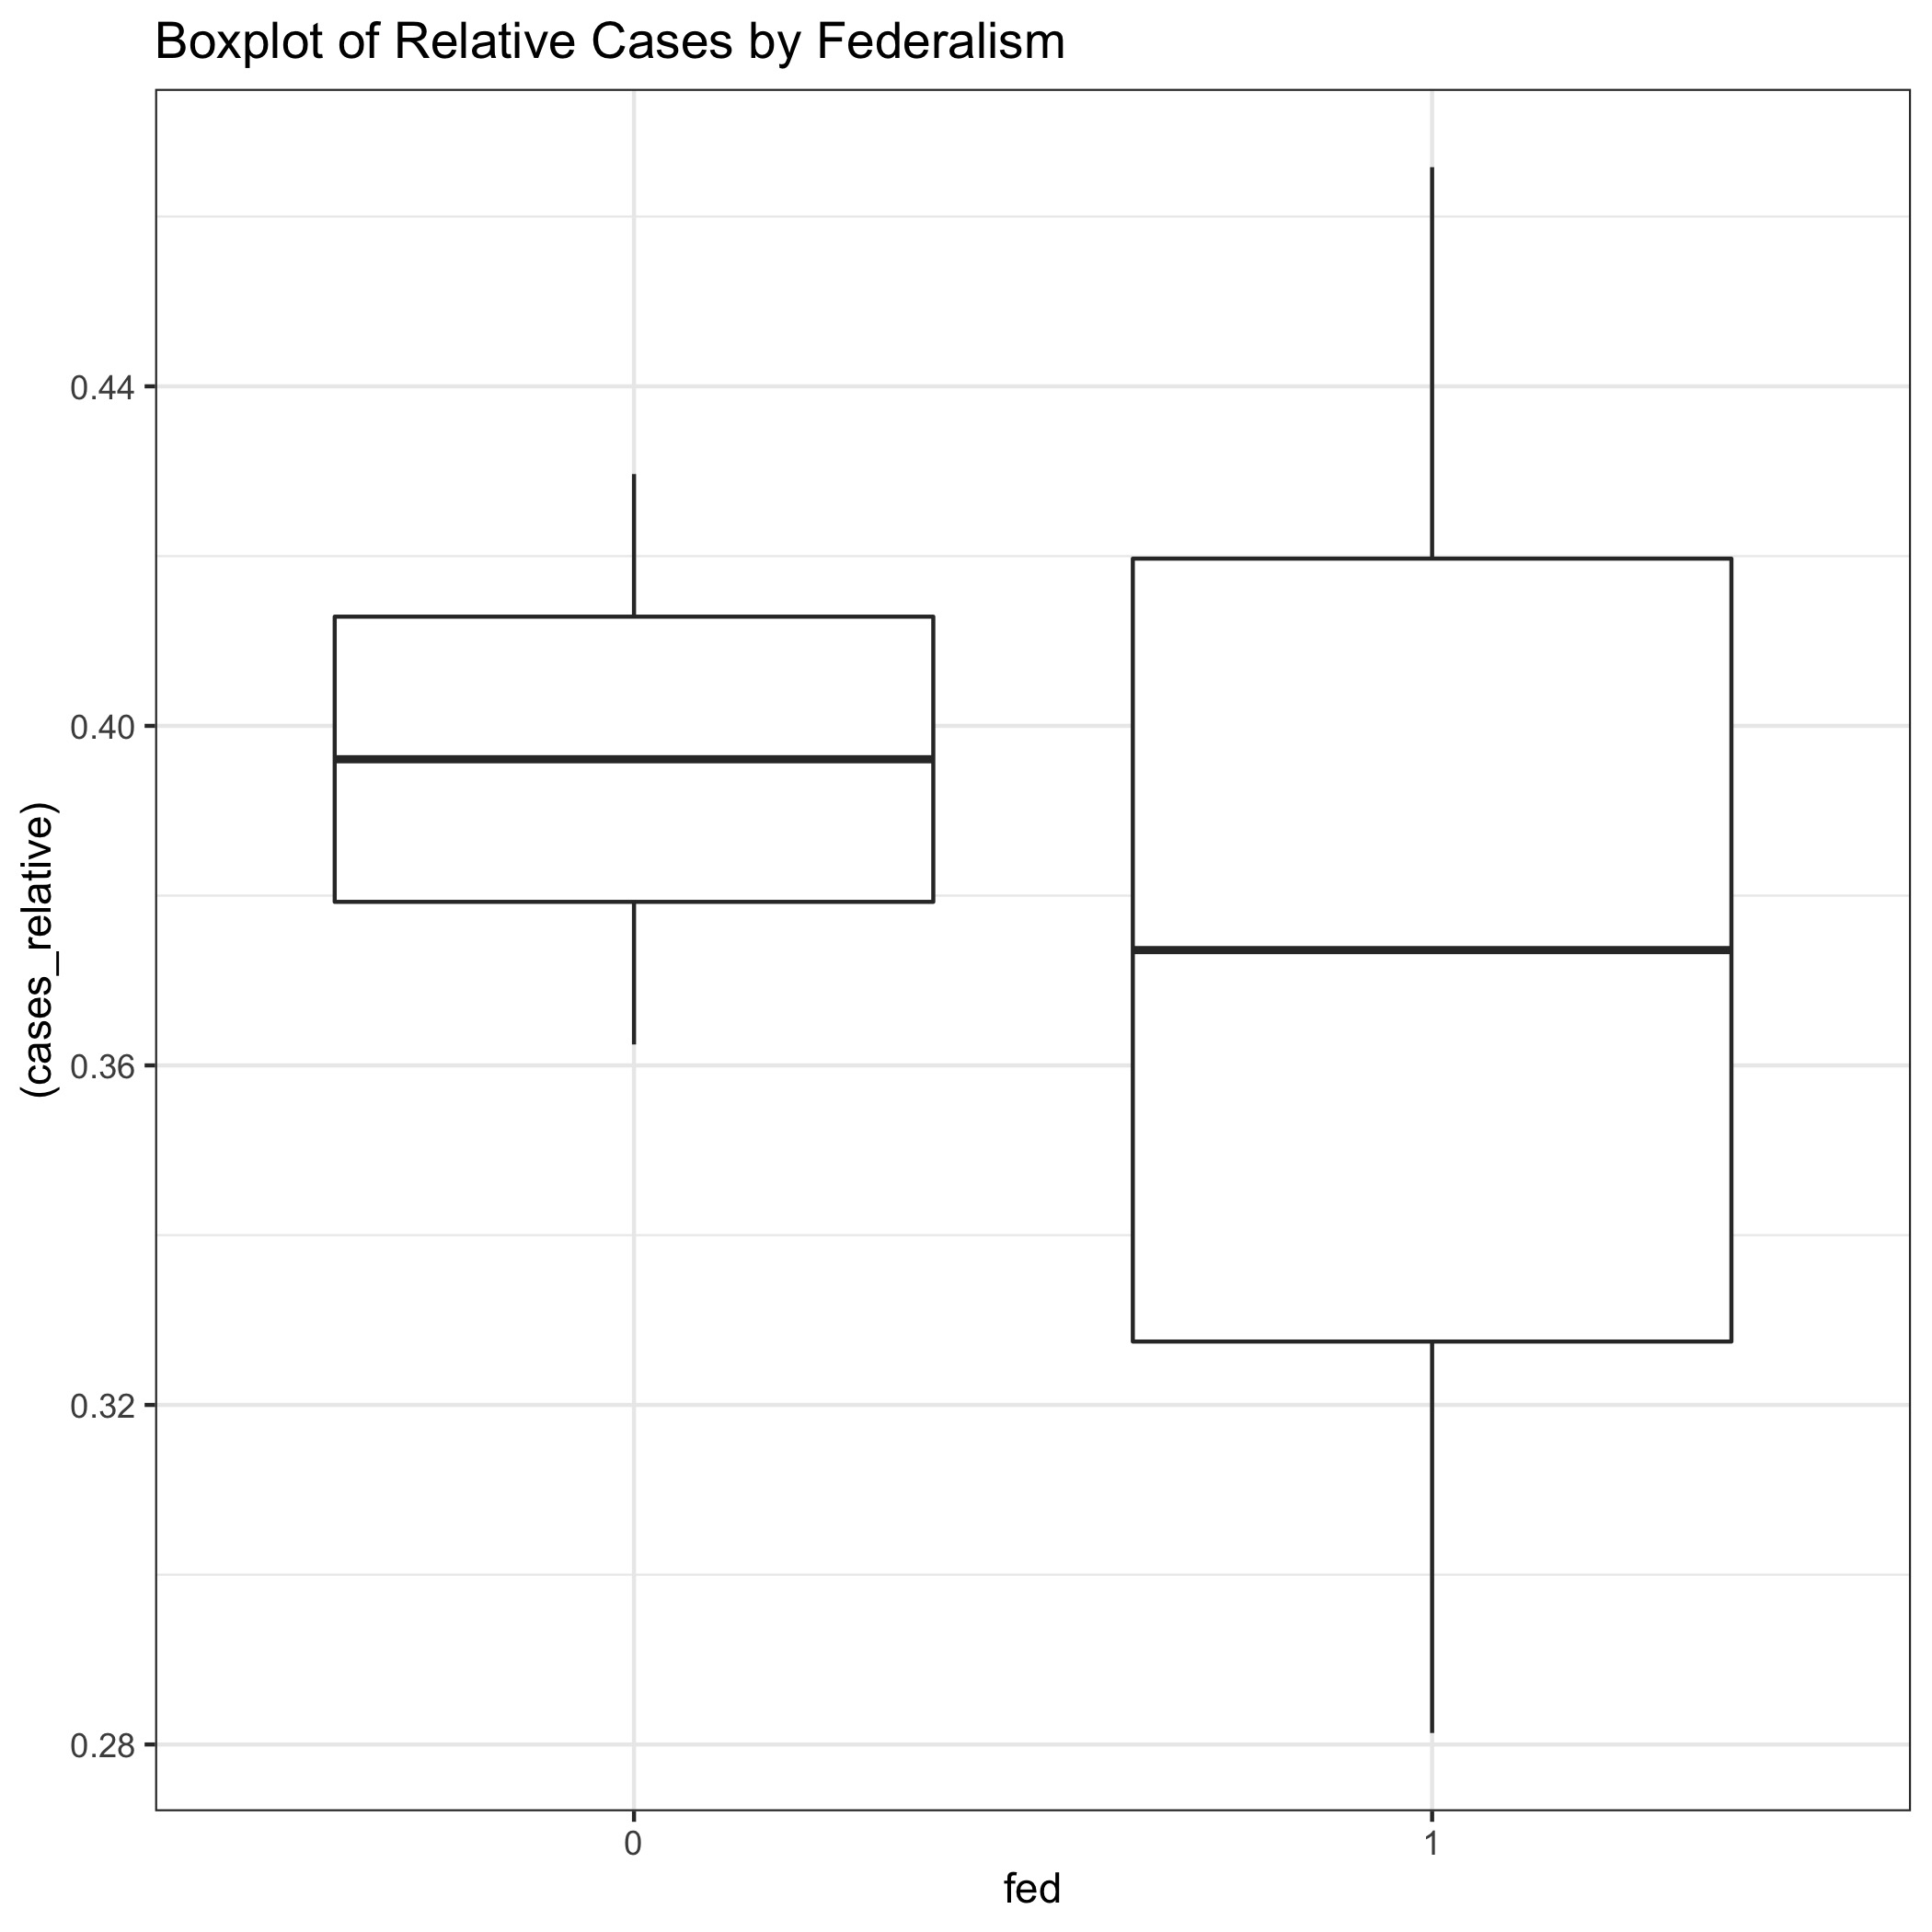 Boxplot of Relative Cases by Federalism
(cases_relative)
0.44
0.40
0.36
0.32
0.28
0
1
fed